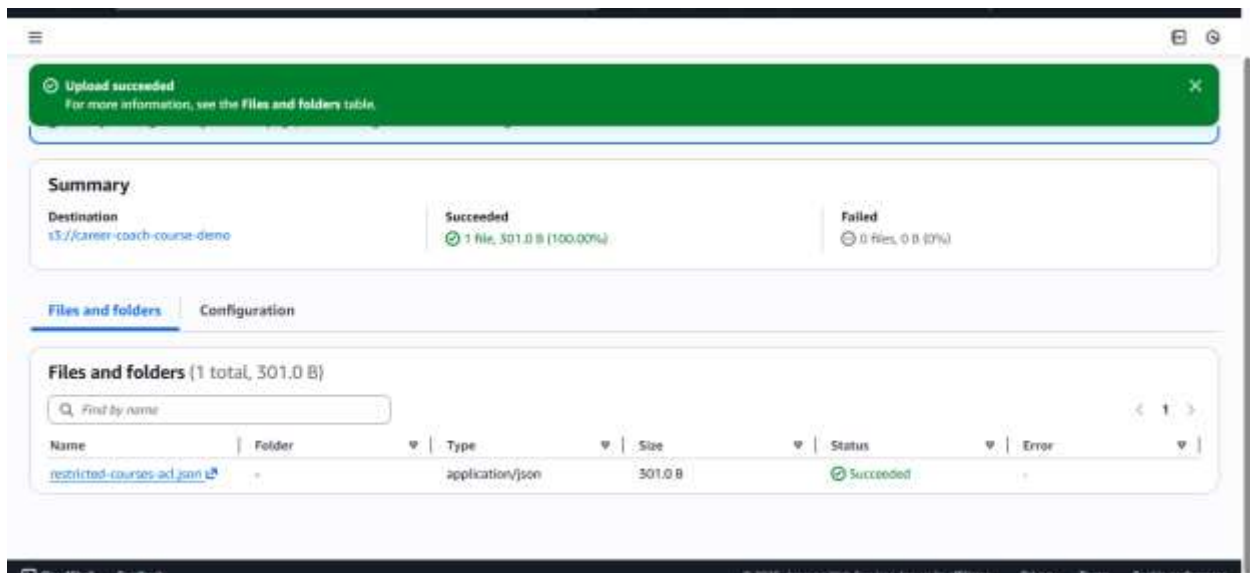 Upload succeeded
For more information, see the Files and folders table.
Summary
Destination
s3://career-coach-course-demo
Succeeded
1 file, 301.0 B (100.00%)
Failed
0 files, 0 B (0%)
Files and folders
Configuration
Files and folders (1 total, 301.0 B)
Find by name
1
Name Folder Type Size Status Error
restricted-courses-acl.json - application/json 301.0 B Succeeded -